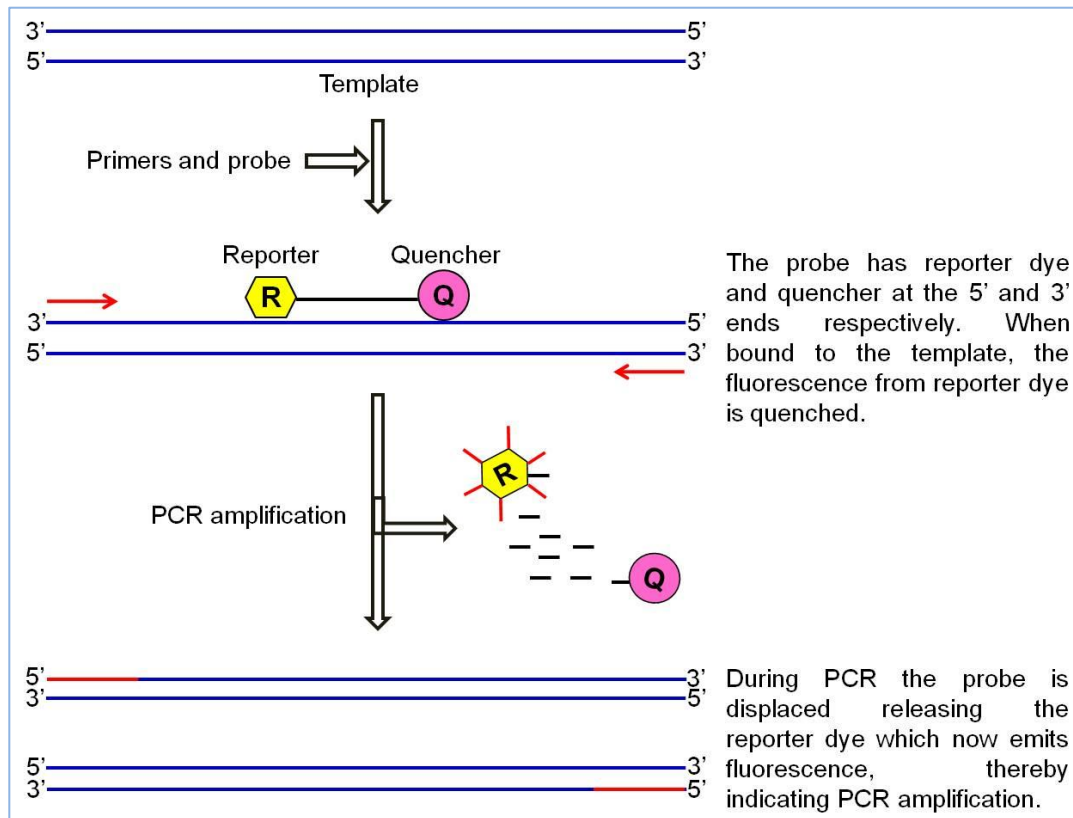 3’ 5’
5’ 3’
Template
Primers and probe
Reporter Quencher
R Q
3’ 5’
5’ 3’
The probe has reporter dye
and quencher at the 5’ and 3’
ends respectively. When
bound to the template, the
fluorescence from reporter dye
is quenched.
R
PCR amplification
Q
5’ 3’
3’ 5’
5’ 3’
3’ 5’
During PCR the probe is
displaced releasing the
reporter dye which now emits
fluorescence, thereby
indicating PCR amplification.